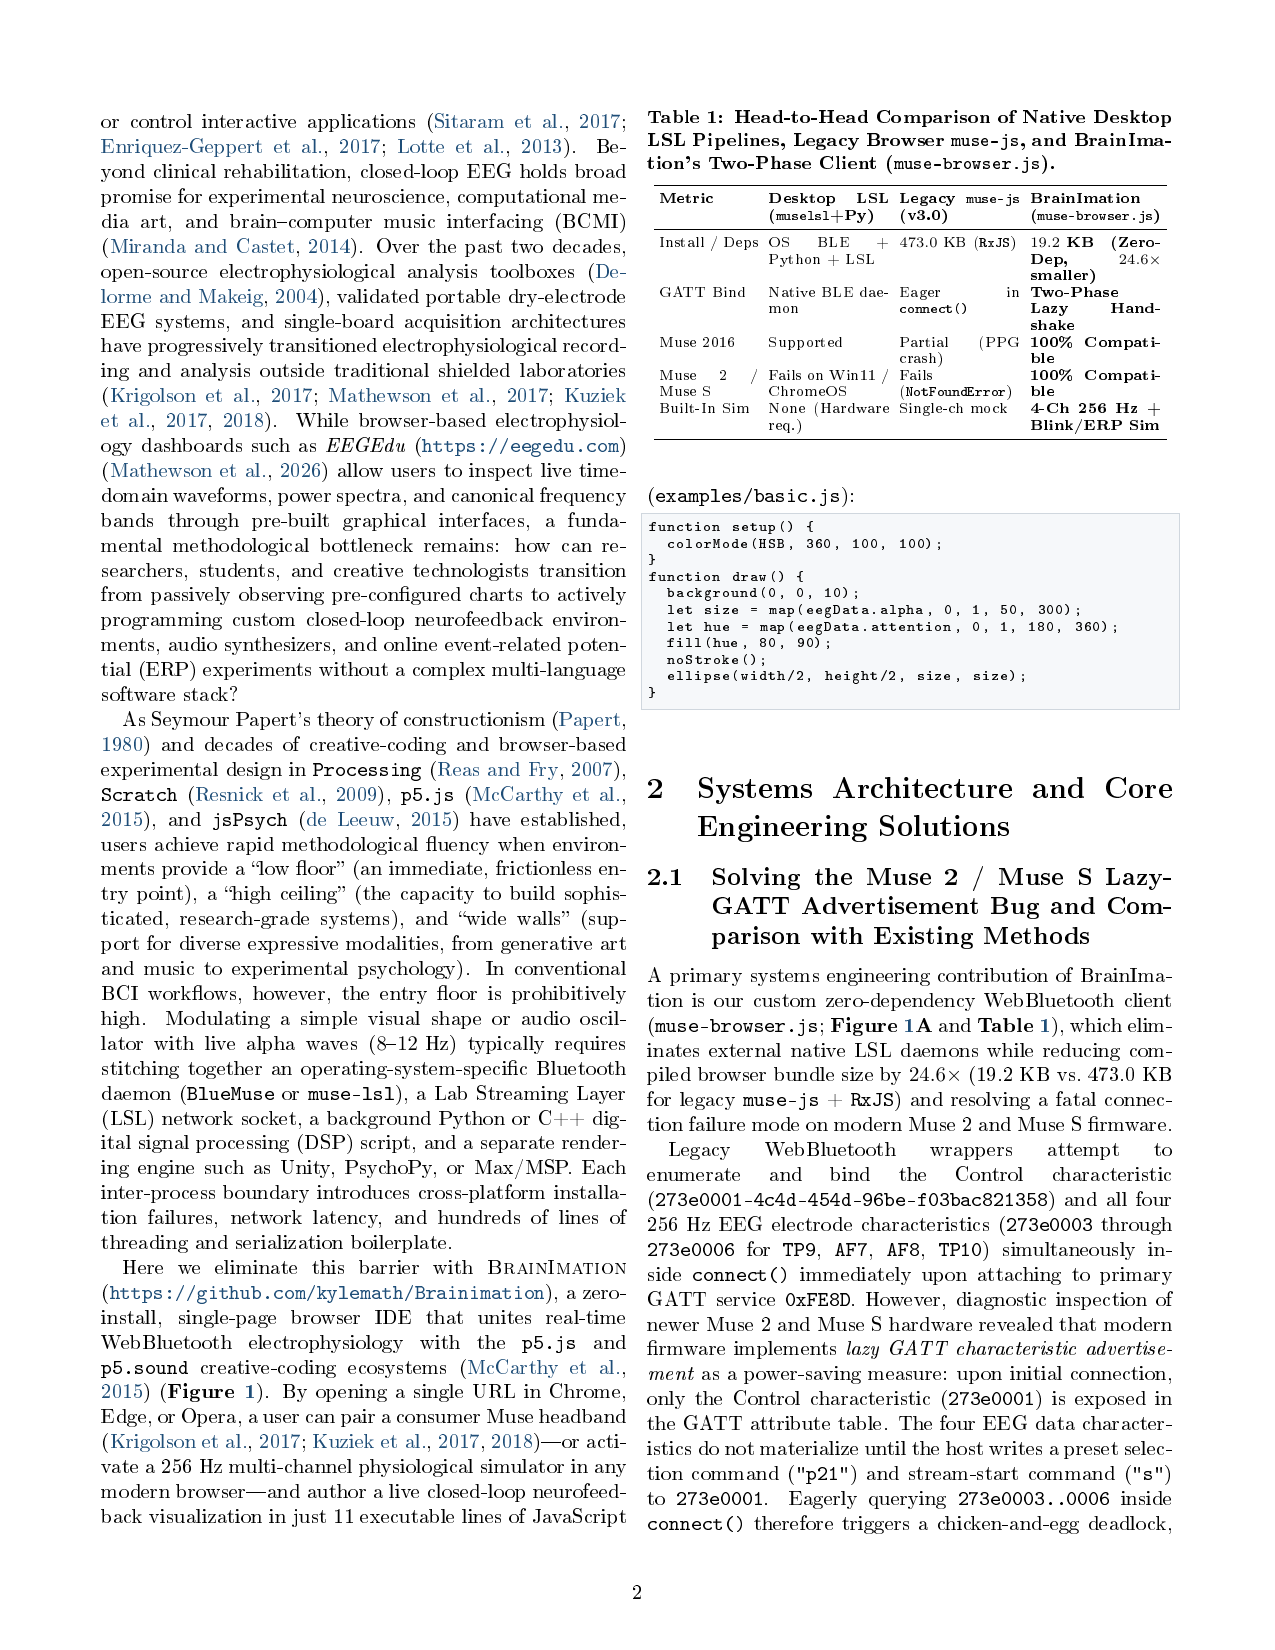 or control interactive applications (Sitaram et al., 2017;
Enriquez-Geppert et al., 2017; Lotte et al., 2013). Be-
yond clinical rehabilitation, closed-loop EEG holds broad
promise for experimental neuroscience, computational me-
dia art, and brain–computer music interfacing (BCMI)
(Miranda and Castet, 2014). Over the past two decades,
open-source electrophysiological analysis toolboxes (De-
lorme and Makeig, 2004), validated portable dry-electrode
EEG systems, and single-board acquisition architectures
have progressively transitioned electrophysiological record-
ing and analysis outside traditional shielded laboratories
(Krigolson et al., 2017; Mathewson et al., 2017; Kuziek
et al., 2017, 2018). While browser-based electrophysiol-
ogy dashboards such as EEGEdu (https://eegedu.com)
(Mathewson et al., 2026) allow users to inspect live time-
domain waveforms, power spectra, and canonical frequency
bands through pre-built graphical interfaces, a funda-
mental methodological bottleneck remains: how can re-
searchers, students, and creative technologists transition
from passively observing pre-configured charts to actively
programming custom closed-loop neurofeedback environ-
ments, audio synthesizers, and online event-related poten-
tial (ERP) experiments without a complex multi-language
software stack?
As Seymour Papert's theory of constructionism (Papert,
1980) and decades of creative-coding and browser-based
experimental design in Processing (Reas and Fry, 2007),
Scratch (Resnick et al., 2009), p5.js (McCarthy et al.,
2015), and jsPsych (de Leeuw, 2015) have established,
users achieve rapid methodological fluency when environ-
ments provide a “low floor” (an immediate, frictionless en-
try point), a “high ceiling” (the capacity to build sophis-
ticated, research-grade systems), and “wide walls” (sup-
port for diverse expressive modalities, from generative art
and music to experimental psychology). In conventional
BCI workflows, however, the entry floor is prohibitively
high. Modulating a simple visual shape or audio oscil-
lator with live alpha waves (8–12 Hz) typically requires
stitching together an operating-system-specific Bluetooth
daemon (BlueMuse or muse-lsl), a Lab Streaming Layer
(LSL) network socket, a background Python or C++ dig-
ital signal processing (DSP) script, and a separate render-
ing engine such as Unity, PsychoPy, or Max/MSP. Each
inter-process boundary introduces cross-platform installa-
tion failures, network latency, and hundreds of lines of
threading and serialization boilerplate.
Here we eliminate this barrier with BRAINIMATION
(https://github.com/kylemath/Brainimation), a zero-
install, single-page browser IDE that unites real-time
WebBluetooth electrophysiology with the p5.js and
p5.sound creative-coding ecosystems (McCarthy et al.,
2015) (Figure 1). By opening a single URL in Chrome,
Edge, or Opera, a user can pair a consumer Muse headband
(Krigolson et al., 2017; Kuziek et al., 2017, 2018)—or acti-
vate a 256 Hz multi-channel physiological simulator in any
modern browser—and author a live closed-loop neurofeed-
back visualization in just 11 executable lines of JavaScript
Table 1: Head-to-Head Comparison of Native Desktop
LSL Pipelines, Legacy Browser muse-js, and BrainIma-
tion's Two-Phase Client (muse-browser.js).
Metric Desktop LSL Legacy muse-js BrainImation
(muselsl+Py) (v3.0) (muse-browser.js)
Install / Deps OS BLE + 473.0 KB (RxJS) 19.2 KB (Zero-
Python + LSL Dep, 24.6×
smaller)
GATT Bind Native BLE dae- Eager in Two-Phase
mon connect() Lazy Hand-
shake
Muse 2016 Supported Partial (PPG 100% Compati-
crash) ble
Muse 2 / Fails on Win11 / Fails 100% Compati-
Muse S ChromeOS (NotFoundError) ble
Built-In Sim None (Hardware Single-ch mock 4-Ch 256 Hz +
req.) Blink/ERP Sim
(examples/basic.js):
function setup() {
  colorMode(HSB, 360, 100, 100);
}
function draw() {
  background(0, 0, 10);
  let size = map(eegData.alpha, 0, 1, 50, 300);
  let hue = map(eegData.attention, 0, 1, 180, 360);
  fill(hue, 80, 90);
  noStroke();
  ellipse(width/2, height/2, size, size);
}
2 Systems Architecture and Core
Engineering Solutions
2.1 Solving the Muse 2 / Muse S Lazy-
GATT Advertisement Bug and Com-
parison with Existing Methods
A primary systems engineering contribution of BrainIma-
tion is our custom zero-dependency WebBluetooth client
(muse-browser.js; Figure 1A and Table 1), which elim-
inates external native LSL daemons while reducing com-
piled browser bundle size by 24.6× (19.2 KB vs. 473.0 KB
for legacy muse-js + RxJS) and resolving a fatal connec-
tion failure mode on modern Muse 2 and Muse S firmware.
Legacy WebBluetooth wrappers attempt to
enumerate and bind the Control characteristic
(273e0001-4c4d-454d-96be-f03bac821358) and all four
256 Hz EEG electrode characteristics (273e0003 through
273e0006 for TP9, AF7, AF8, TP10) simultaneously in-
side connect() immediately upon attaching to primary
GATT service 0xFE8D. However, diagnostic inspection of
newer Muse 2 and Muse S hardware revealed that modern
firmware implements lazy GATT characteristic advertise-
ment as a power-saving measure: upon initial connection,
only the Control characteristic (273e0001) is exposed in
the GATT attribute table. The four EEG data character-
istics do not materialize until the host writes a preset selec-
tion command ("p21") and stream-start command ("s")
to 273e0001. Eagerly querying 273e0003..0006 inside
connect() therefore triggers a chicken-and-egg deadlock,
2